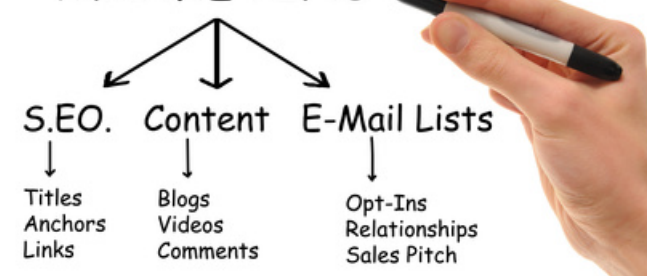 S.EO. Content E-Mail Lists
Titles
Anchors
Links
Blogs
Videos
Comments
Opt-Ins
Relationships
Sales Pitch